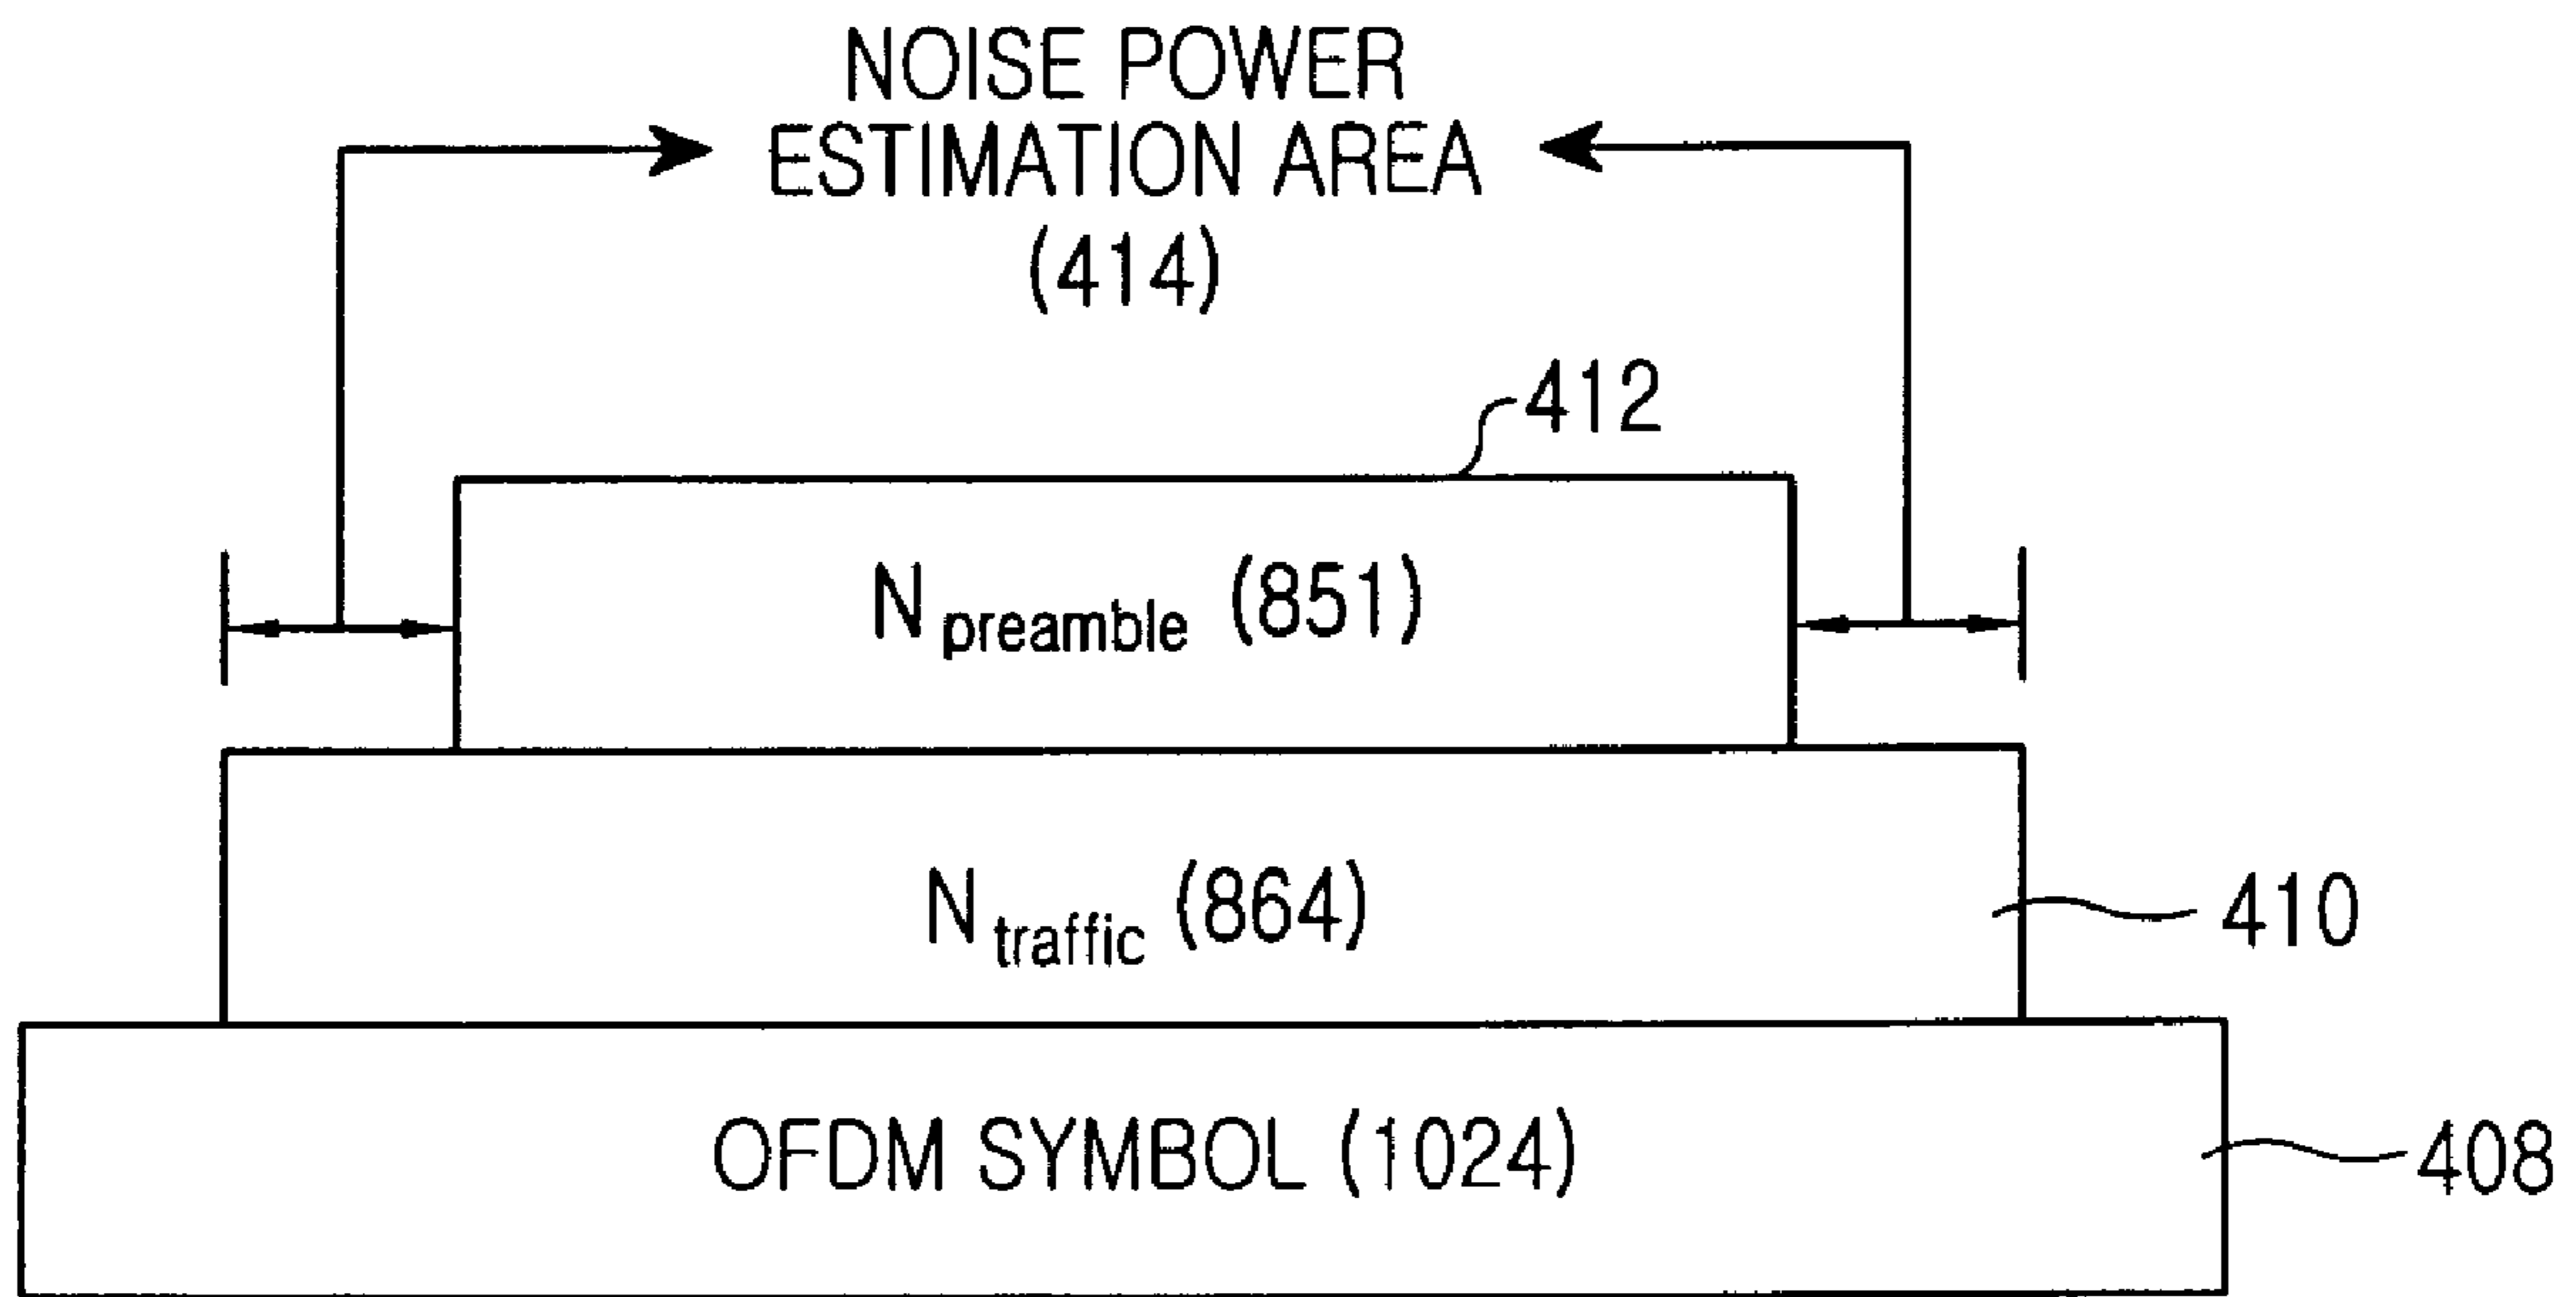 NOISE POWER
ESTIMATION AREA
(414)
412
N preamble (851)
N traffic (864)
410
OFDM SYMBOL (1024)
408